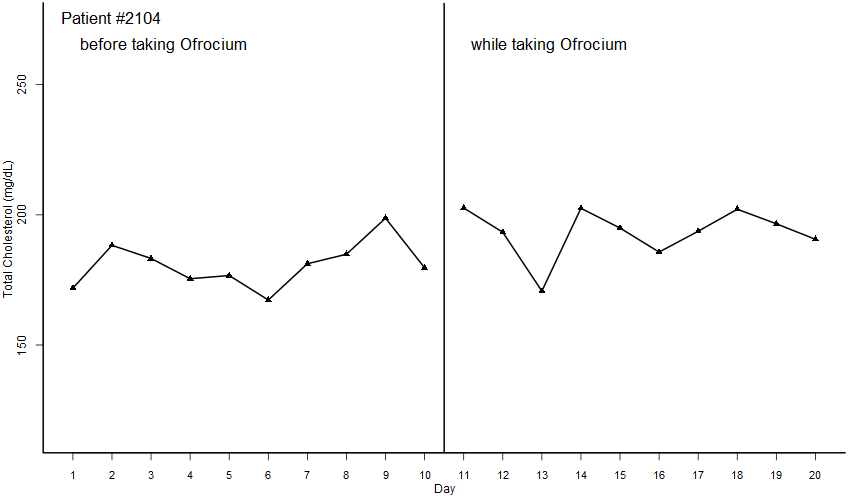 Patient #2104
before taking Ofrocium
while taking Ofrocium
Total Cholesterol (mg/dL)
250
200
150
1 2 3 4 5 6 7 8 9 10 11 12 13 14 15 16 17 18 19 20
Day